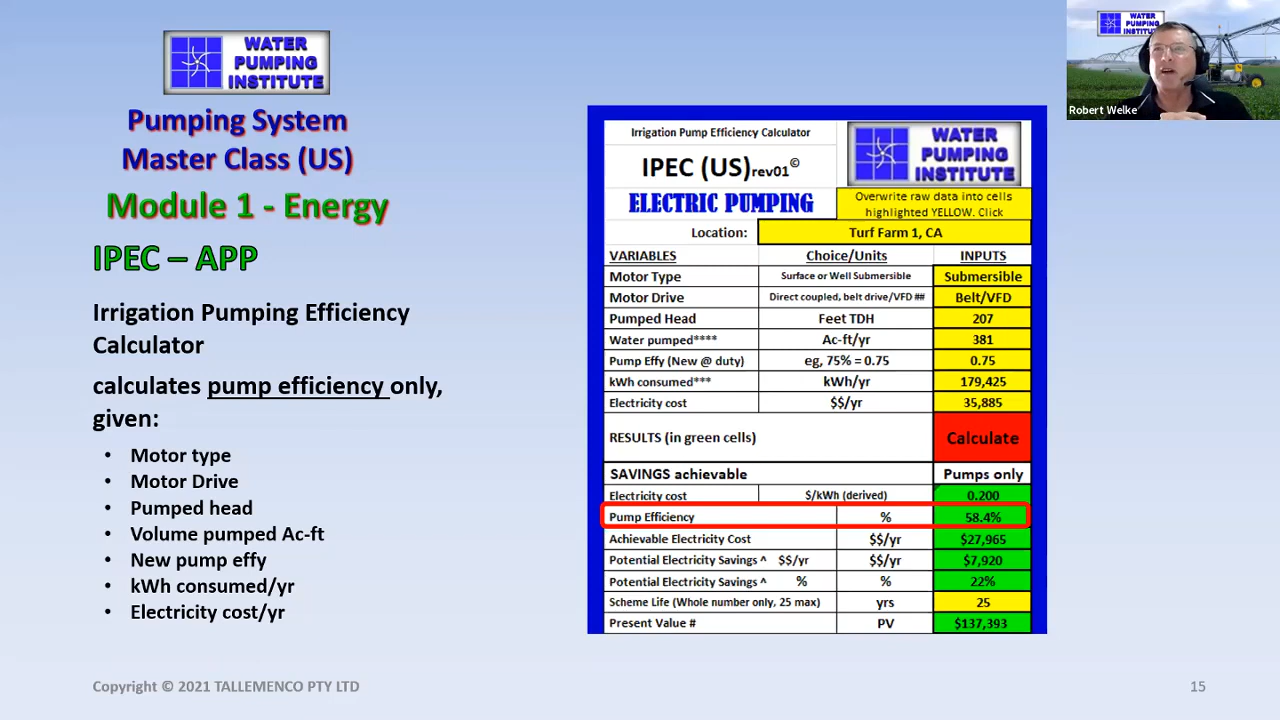 WATER
PUMPING
INSTITUTE
Pumping System
Master Class (US)
Module 1 - Energy
IPEC – APP
Irrigation Pumping Efficiency
Calculator
calculates pump efficiency only,
given:
• Motor type
• Motor Drive
• Pumped head
• Volume pumped Ac-ft
• New pump effy
• kWh consumed/yr
• Electricity cost/yr
Irrigation Pump Efficiency Calculator
IPEC (US)rev01©
ELECTRIC PUMPING
WATER
PUMPING
INSTITUTE
Overwrite raw data into cells
highlighted YELLOW. Click
Location: Turf Farm 1, CA
VARIABLES Choice/Units INPUTS
Motor Type Surface or Well Submersible Submersible
Motor Drive Direct coupled, belt drive/VFD ## Belt/VFD
Pumped Head Feet TDH 207
Water pumped**** Ac-ft/yr 381
Pump Effy (New @ duty) eg, 75% = 0.75 0.75
kWh consumed*** kWh/yr 179,425
Electricity cost $$/yr 35,885
RESULTS (in green cells) Calculate
SAVINGS achievable Pumps only
Electricity cost $/kWh (derived) 0.200
Pump Efficiency % 58.4%
Achievable Electricity Cost $$/yr $27,965
Potential Electricity Savings ^ $$/yr $$/yr $7,920
Potential Electricity Savings ^ % % 22%
Scheme Life (Whole number only, 25 max) yrs 25
Present Value # PV $137,393
WATER
PUMPING
INSTITUTE
Robert Welke
Copyright © 2021 TALLEMENCO PTY LTD
15